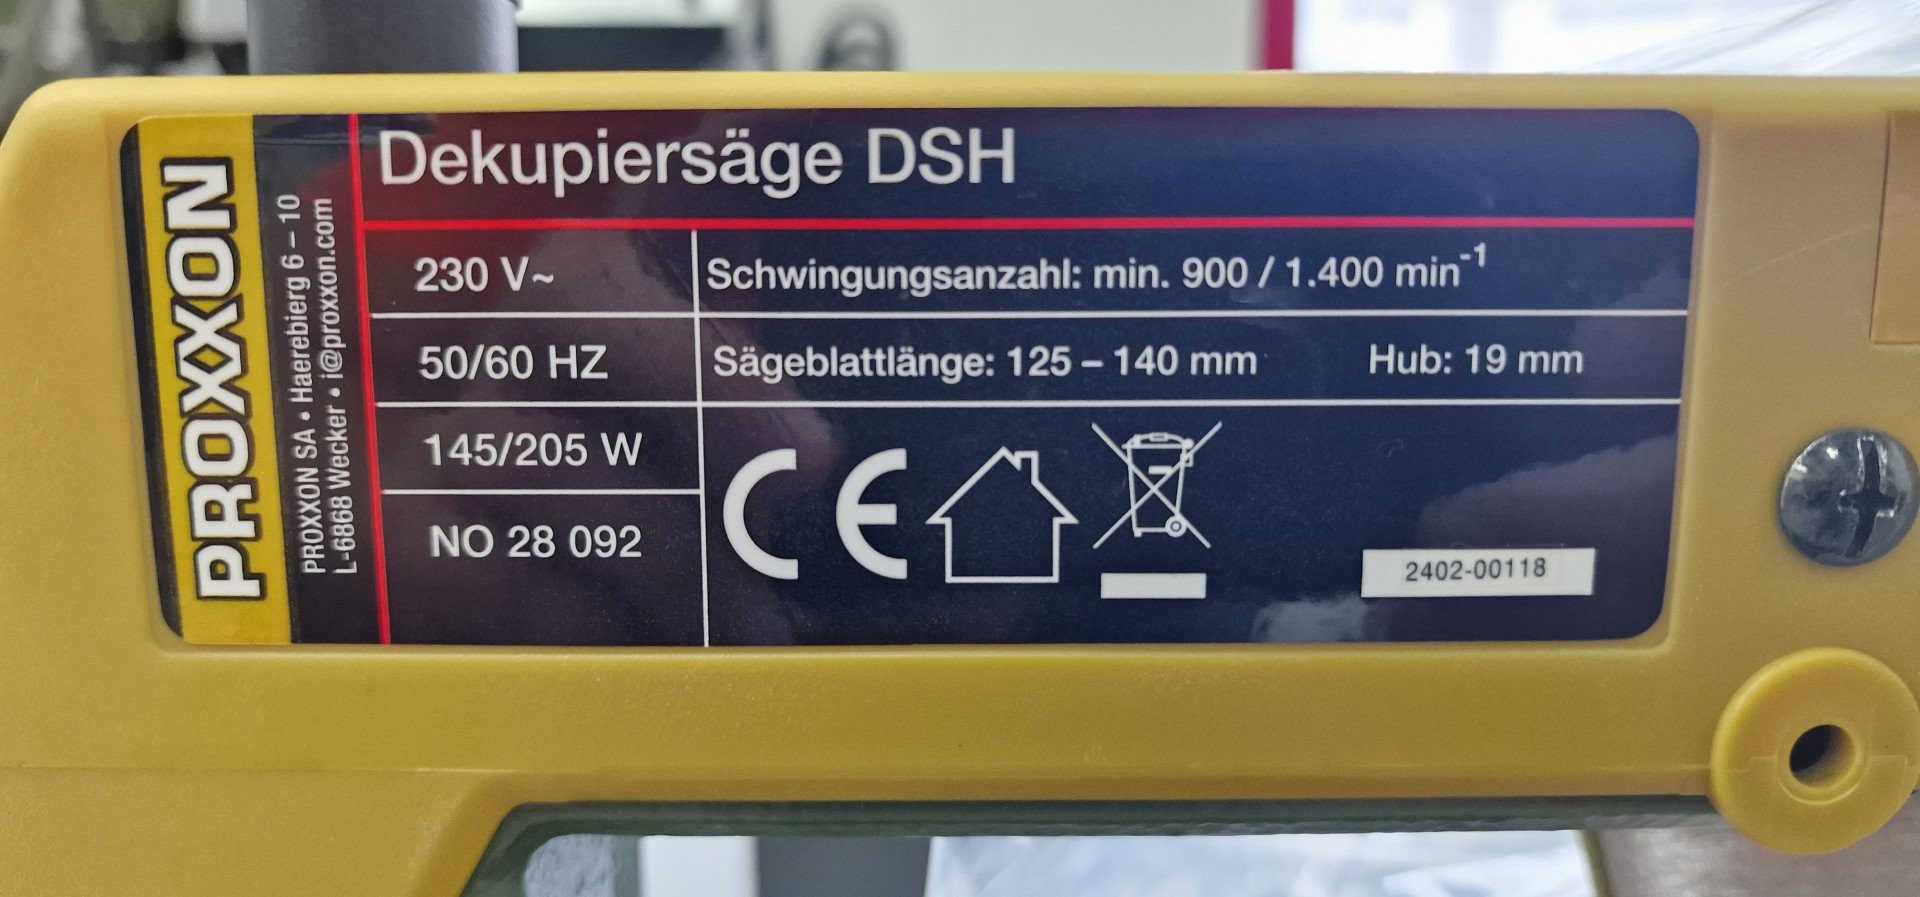 PROXXON
PROXXON SA • Haerebierg 6 – 10
L-6868 Wecker • i@proxxon.com
Dekupiersäge DSH
230 V~
Schwingungsanzahl: min. 900 / 1.400 min⁻¹
50/60 HZ
Sägeblattlänge: 125 – 140 mm Hub: 19 mm
145/205 W
NO 28 092
CE
2402-00118